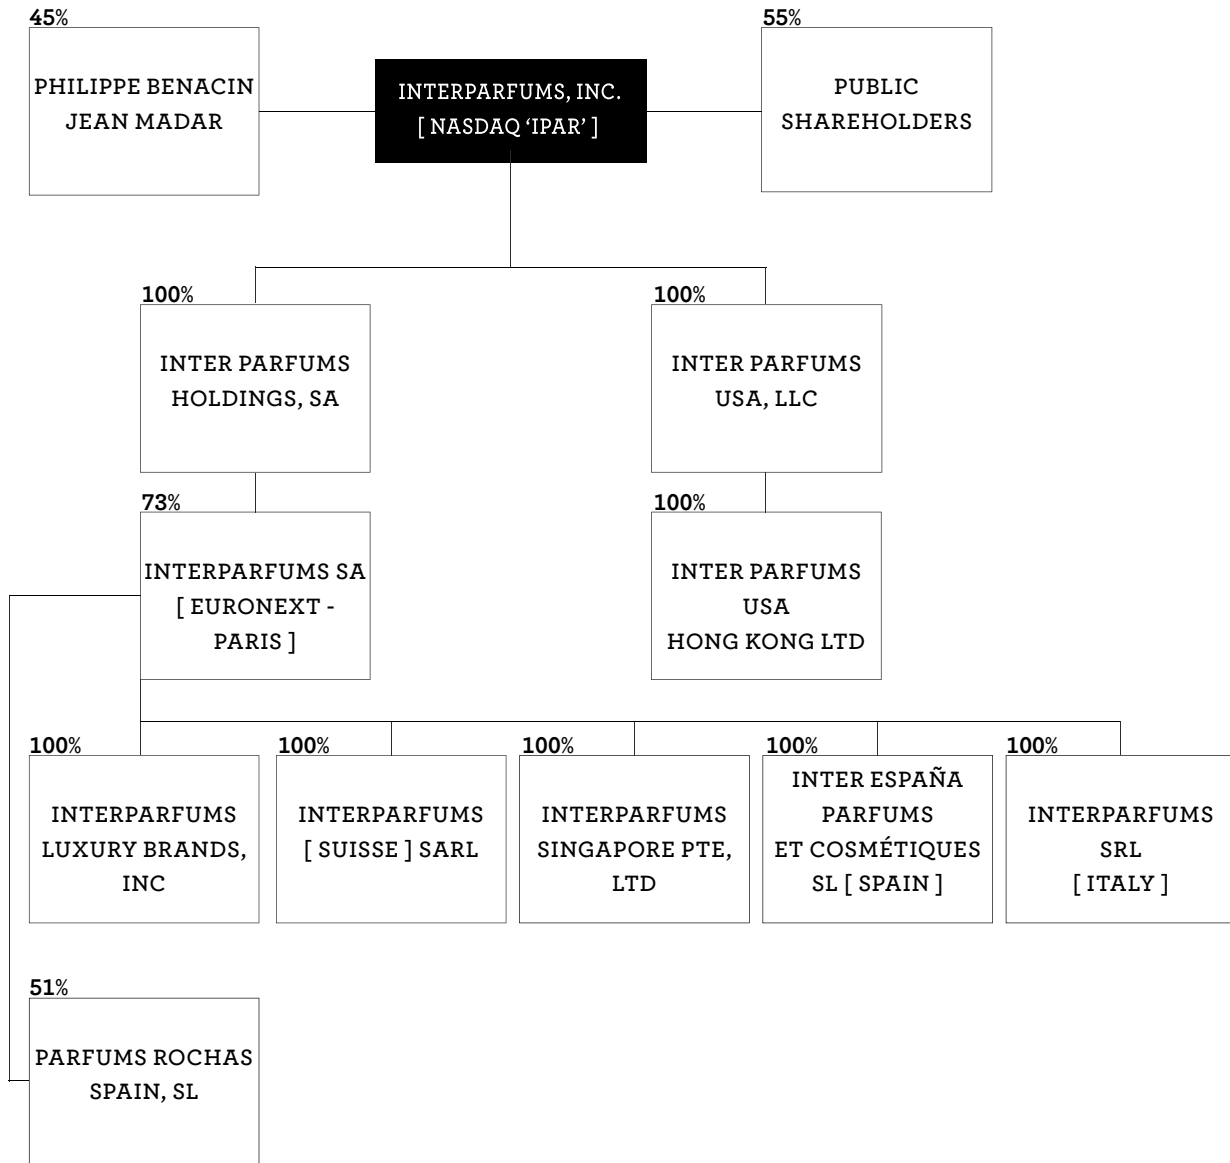 45%
PHILIPPE BENACIN
JEAN MADAR
INTERPARFUMS, INC.
[ NASDAQ ‘IPAR’ ]
55%
PUBLIC
SHAREHOLDERS
100%
INTER PARFUMS
HOLDINGS, SA
100%
INTER PARFUMS
USA, LLC
73%
INTERPARFUMS SA
[ EURONEXT -
PARIS ]
100%
INTER PARFUMS
USA
HONG KONG LTD
100%
INTERPARFUMS
LUXURY BRANDS,
INC
100%
INTERPARFUMS
[ SUISSE ] SARL
100%
INTERPARFUMS
SINGAPORE PTE,
LTD
100%
INTER ESPAÑA
PARFUMS
ET COSMÉTIQUES
SL [ SPAIN ]
100%
INTERPARFUMS
SRL
[ ITALY ]
51%
PARFUMS ROCHAS
SPAIN, SL